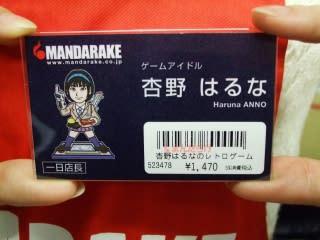 MANDARAKE
www.mandarake.co.jp
ゲームアイドル
杏野 はるな
Haruna ANNO
杏野はるなのレトロゲーム
523478 ¥1,470
一日店長